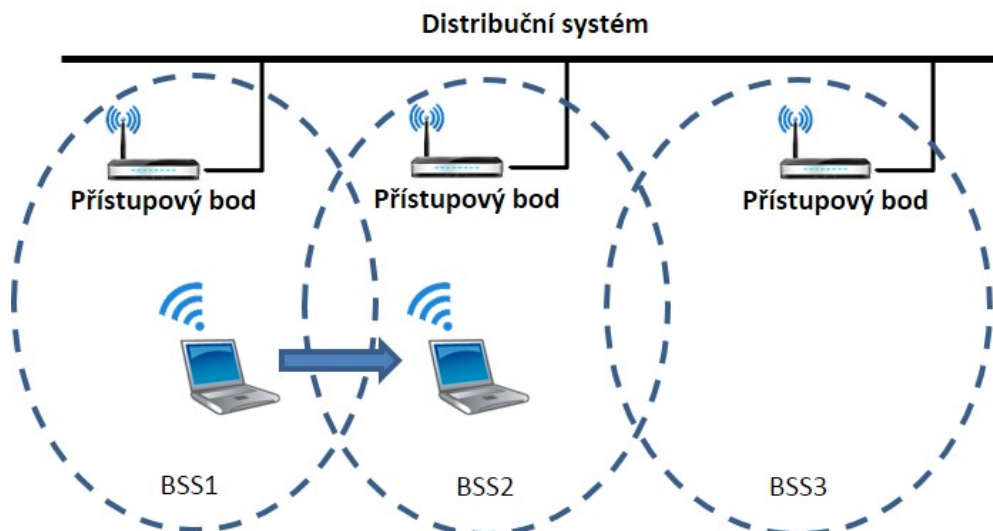 Distribuční systém
Přístupový bod
Přístupový bod
Přístupový bod
BSS1
BSS2
BSS3